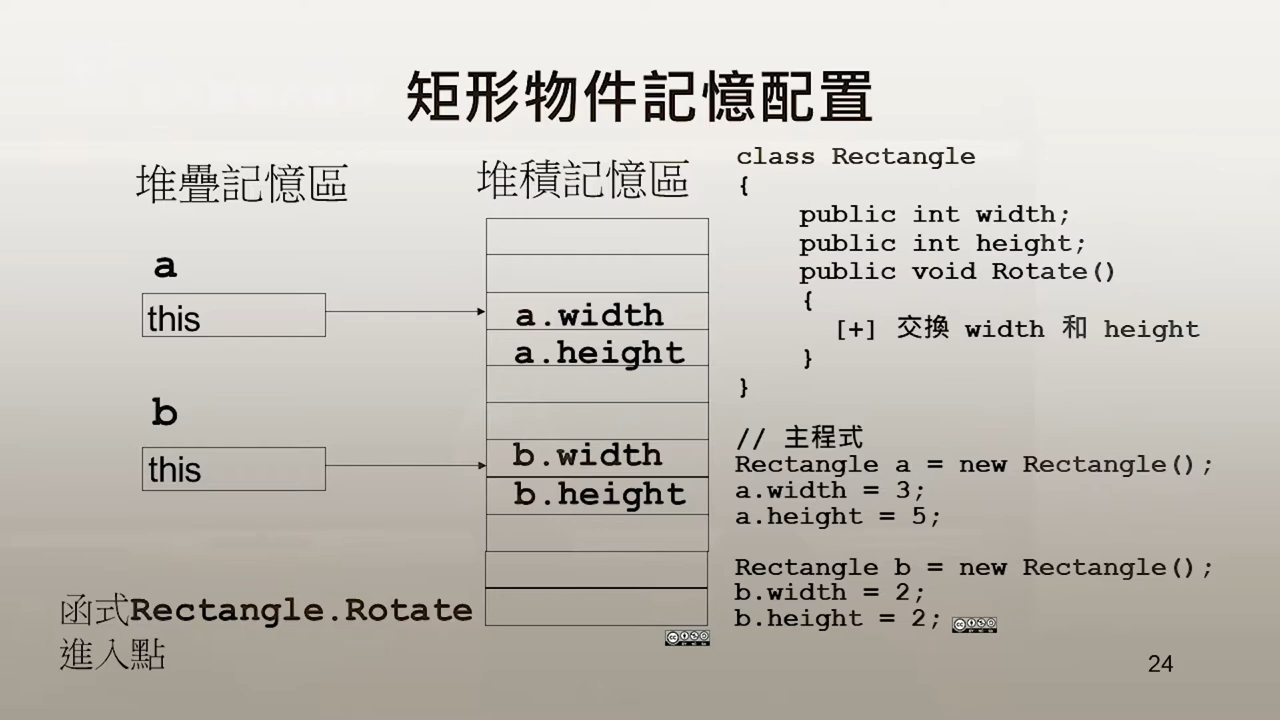 矩形物件記憶配置
堆疊記憶區
a
this
b
this
函式Rectangle.Rotate
進入點
堆積記憶區
a.width
a.height
b.width
b.height
class Rectangle
{
public int width;
public int height;
public void Rotate()
{
[+] 交換 width 和 height
}
}
// 主程式
Rectangle a = new Rectangle();
a.width = 3;
a.height = 5;
Rectangle b = new Rectangle();
b.width = 2;
b.height = 2;
24